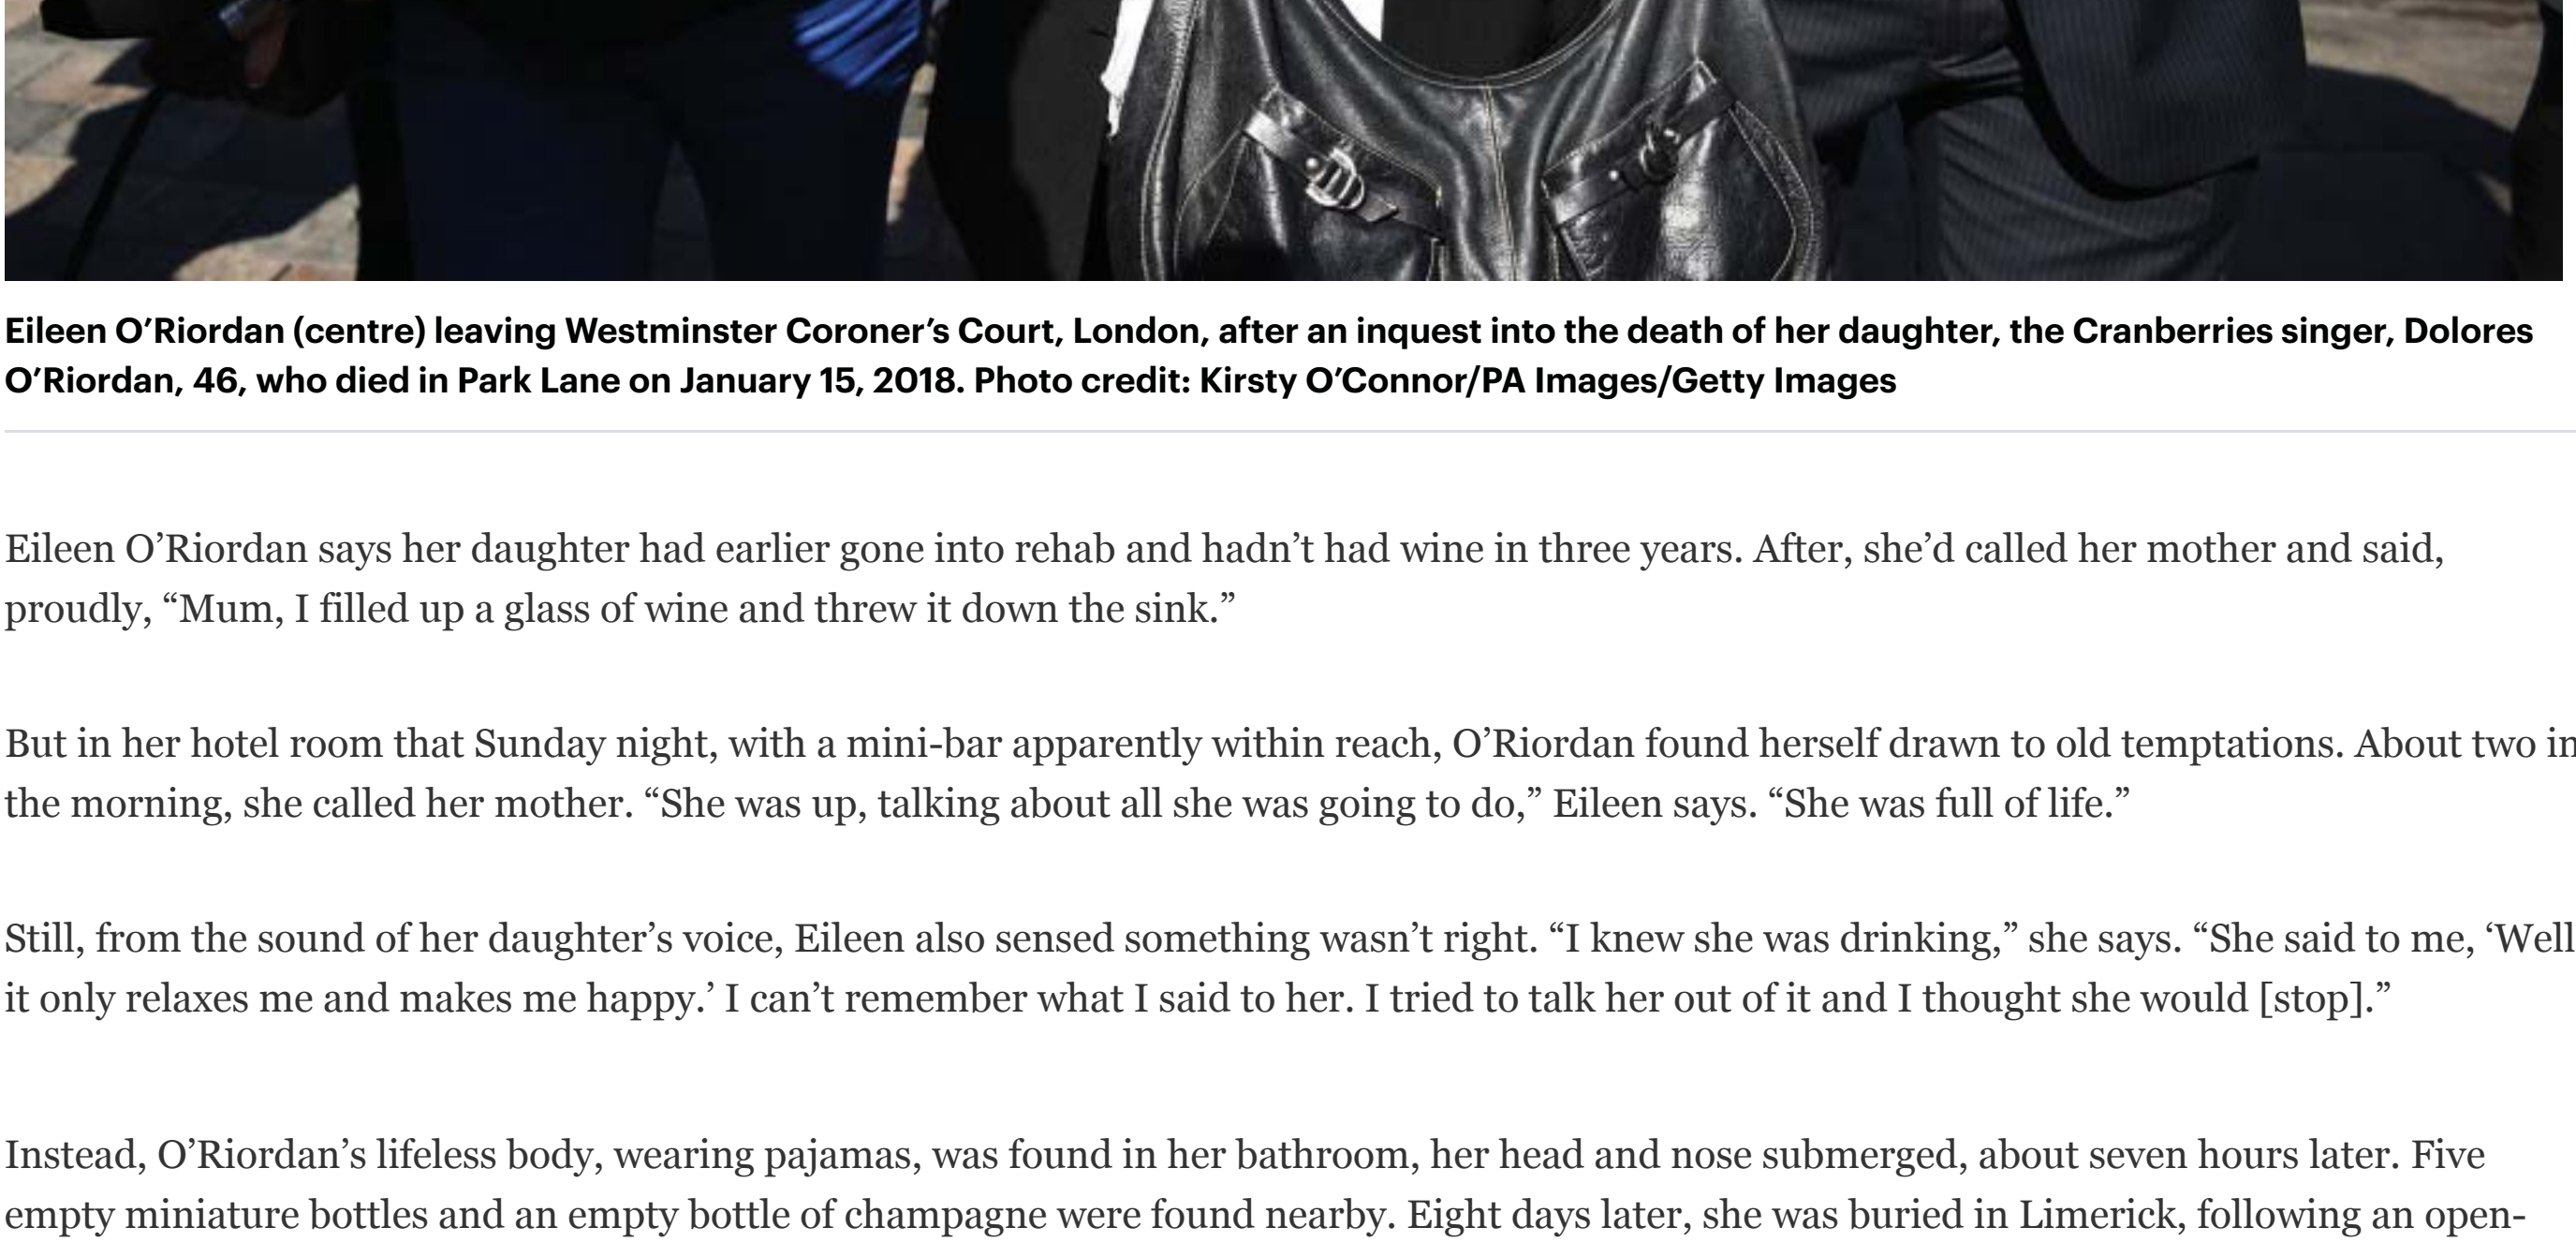 Eileen O’Riordan (centre) leaving Westminster Coroner’s Court, London, after an inquest into the death of her daughter, the Cranberries singer, Dolores
O’Riordan, 46, who died in Park Lane on January 15, 2018. Photo credit: Kirsty O’Connor/PA Images/Getty Images
Eileen O’Riordan says her daughter had earlier gone into rehab and hadn’t had wine in three years. After, she’d called her mother and said,
proudly, “Mum, I filled up a glass of wine and threw it down the sink.”
But in her hotel room that Sunday night, with a mini-bar apparently within reach, O’Riordan found herself drawn to old temptations. About two in
the morning, she called her mother. “She was up, talking about all she was going to do,” Eileen says. “She was full of life.”
Still, from the sound of her daughter’s voice, Eileen also sensed something wasn’t right. “I knew she was drinking,” she says. “She said to me, ‘Well
it only relaxes me and makes me happy.’ I can’t remember what I said to her. I tried to talk her out of it and I thought she would [stop].”
Instead, O’Riordan’s lifeless body, wearing pajamas, was found in her bathroom, her head and nose submerged, about seven hours later. Five
empty miniature bottles and an empty bottle of champagne were found nearby. Eight days later, she was buried in Limerick, following an open-